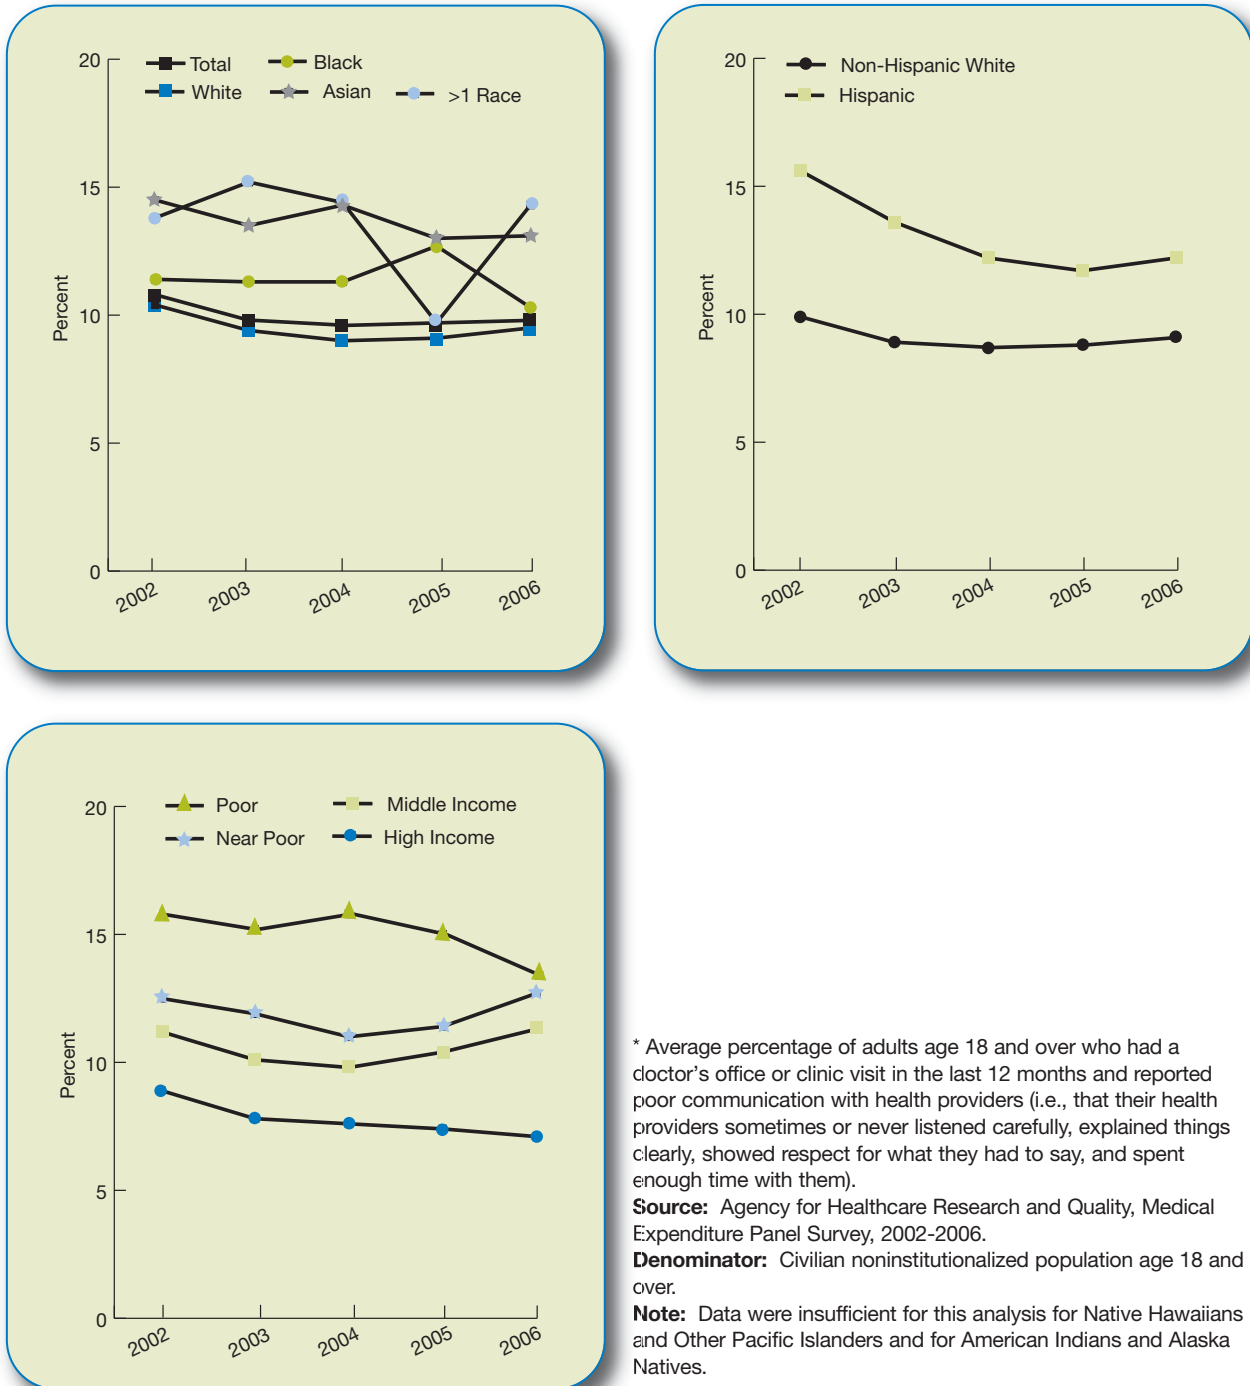 20
Total
Black
White
Asian
>1 Race
15
10
5
0
Percent
2002
2003
2004
2005
2006
20
Non-Hispanic White
Hispanic
15
10
5
0
Percent
2002
2003
2004
2005
2006
20
Poor
Middle Income
Near Poor
High Income
15
10
5
0
Percent
2002
2003
2004
2005
2006
* Average percentage of adults age 18 and over who had a
doctor's office or clinic visit in the last 12 months and reported
poor communication with health providers (i.e., that their health
providers sometimes or never listened carefully, explained things
clearly, showed respect for what they had to say, and spent
enough time with them).
Source: Agency for Healthcare Research and Quality, Medical
Expenditure Panel Survey, 2002-2006.
Denominator: Civilian noninstitutionalized population age 18 and
over.
Note: Data were insufficient for this analysis for Native Hawaiians
and Other Pacific Islanders and for American Indians and Alaska
Natives.